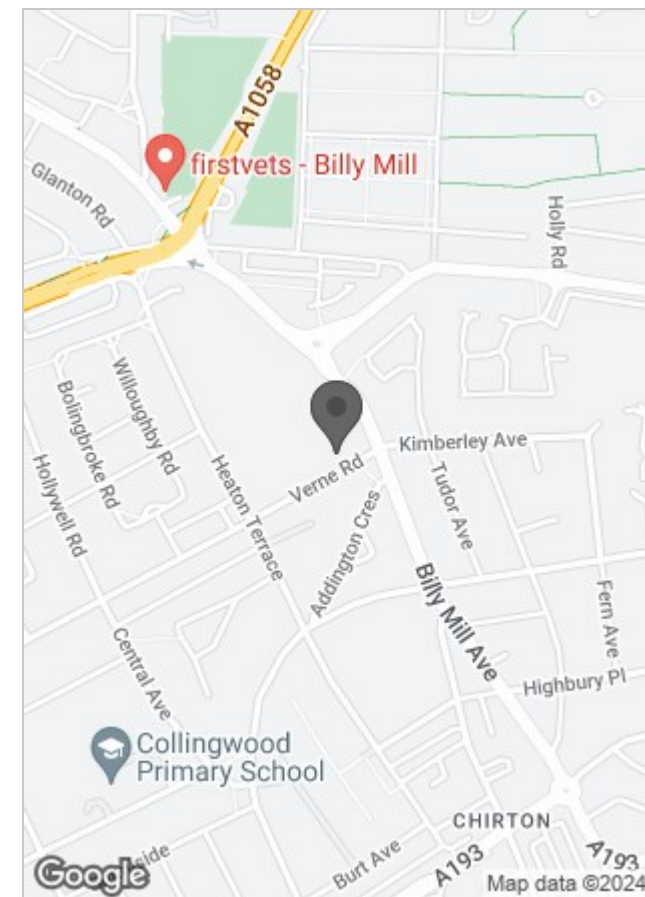 A1058
firstvets - Billy Mill
Glanton Rd
Holly Rd
Willoughby Rd
Bolingbroke Rd
Hollywell Rd
Heaton Terrace
Verne Rd
Kimberley Ave
Tudor Ave
Addington Cres
Billy Mill Ave
Fern Ave
Central Ave
Highbury Pl
Collingwood
Primary School
CHIRTON
Burt Ave
A193
A193
Google
Map data ©2024